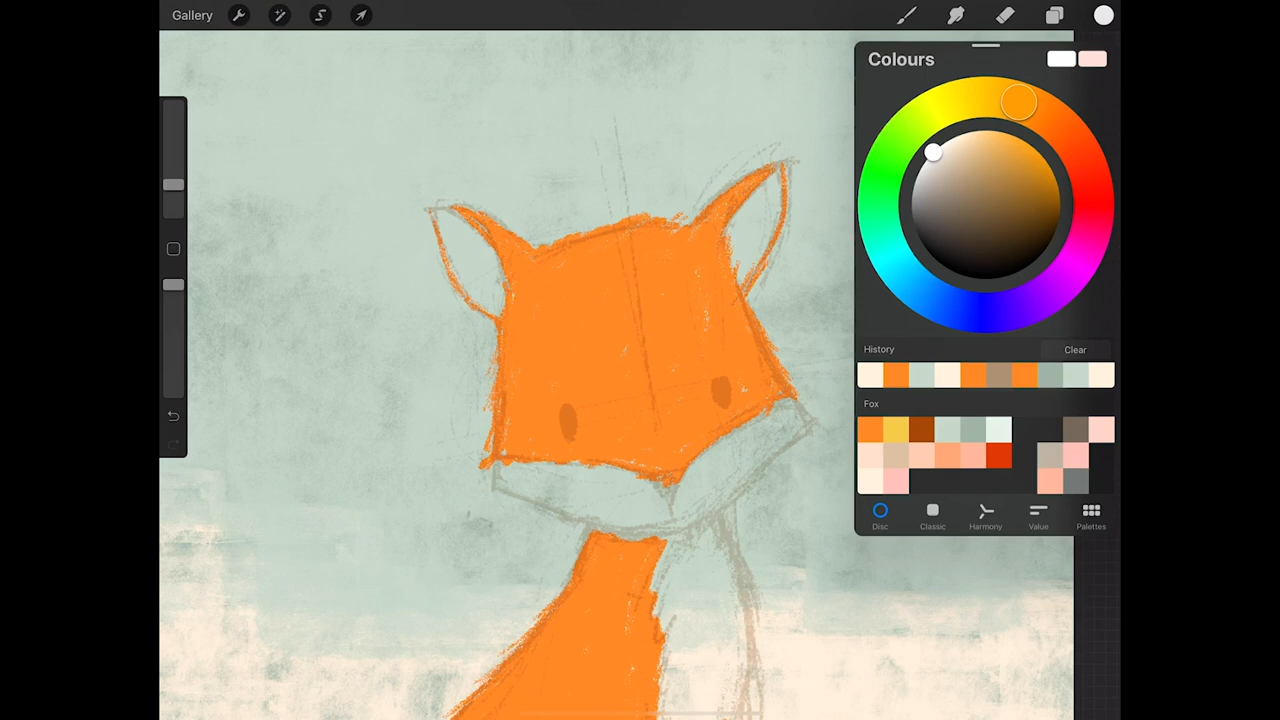 Gallery
Colours
History
Clear
Fox
Disc
Classic
Harmony
Value
Palettes